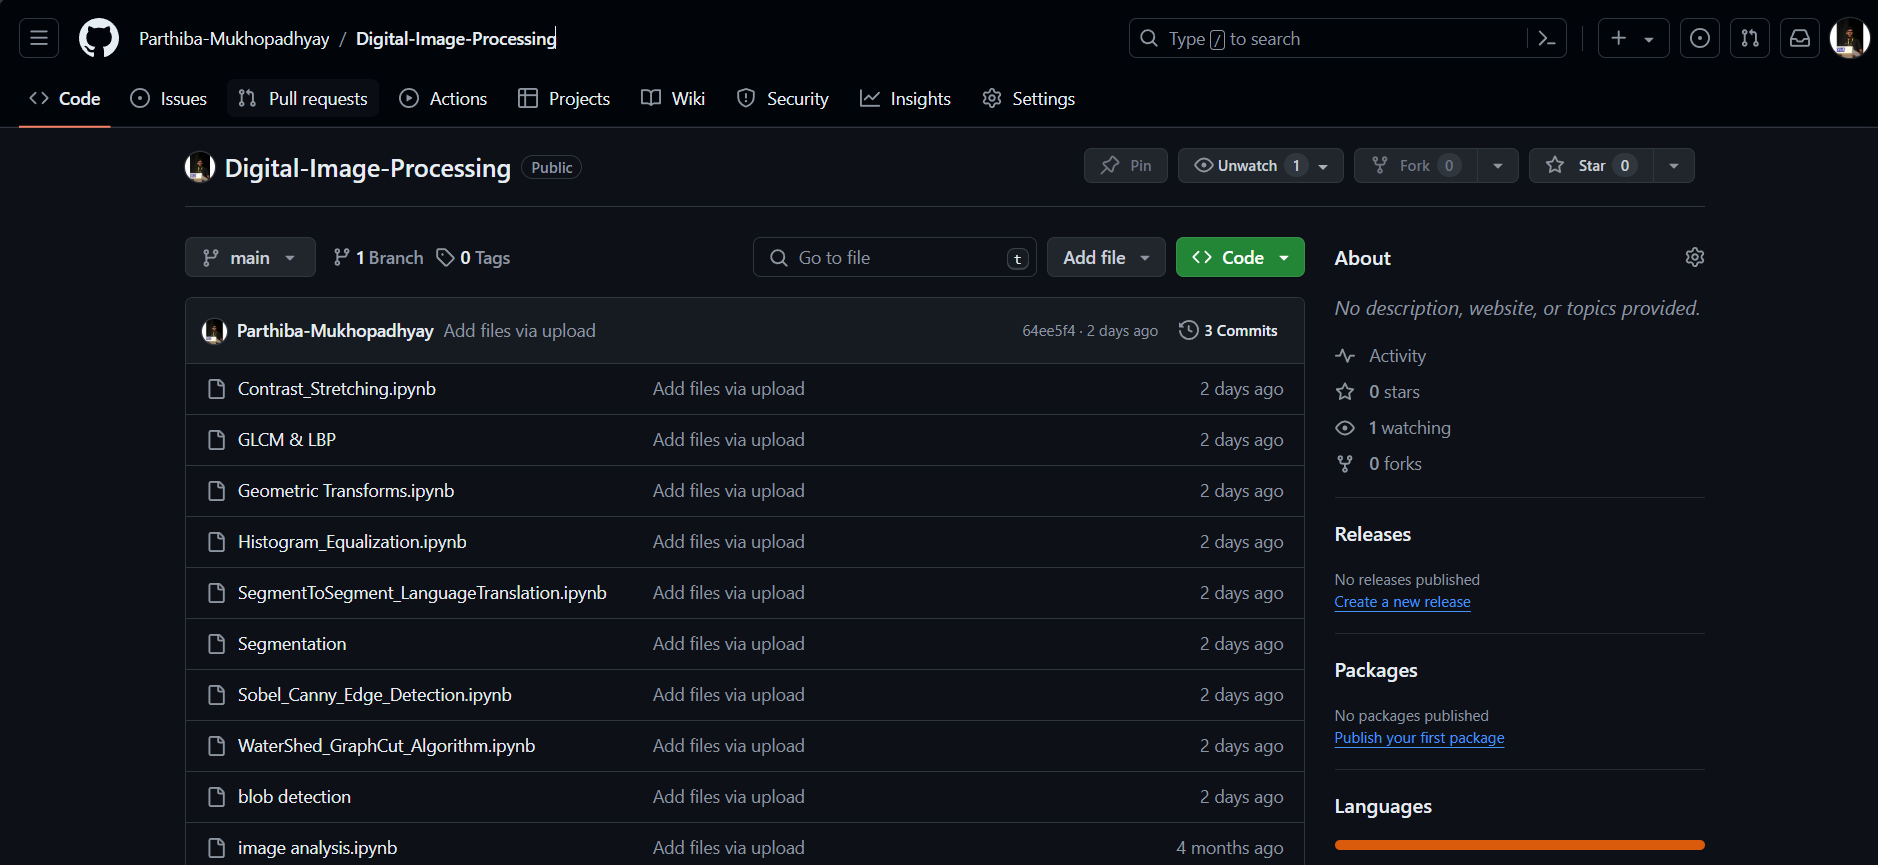 Parthiba-Mukhopadhyay / Digital-Image-Processing
Type / to search
Code Issues Pull requests Actions Projects Wiki Security Insights Settings
Digital-Image-Processing Public
Pin Unwatch 1 Fork 0 Star 0
main 1 Branch 0 Tags Go to file t Add file Code
Parthiba-Mukhopadhyay Add files via upload 64ee5f4 · 2 days ago 3 Commits
Contrast_Stretching.ipynb Add files via upload 2 days ago
GLCM & LBP Add files via upload 2 days ago
Geometric Transforms.ipynb Add files via upload 2 days ago
Histogram_Equalization.ipynb Add files via upload 2 days ago
SegmentToSegment_LanguageTranslation.ipynb Add files via upload 2 days ago
Segmentation Add files via upload 2 days ago
Sobel_Canny_Edge_Detection.ipynb Add files via upload 2 days ago
WaterShed_GraphCut_Algorithm.ipynb Add files via upload 2 days ago
blob detection Add files via upload 2 days ago
image analysis.ipynb Add files via upload 4 months ago
About
No description, website, or topics provided.
Activity
0 stars
1 watching
0 forks
Releases
No releases published
Create a new release
Packages
No packages published
Publish your first package
Languages